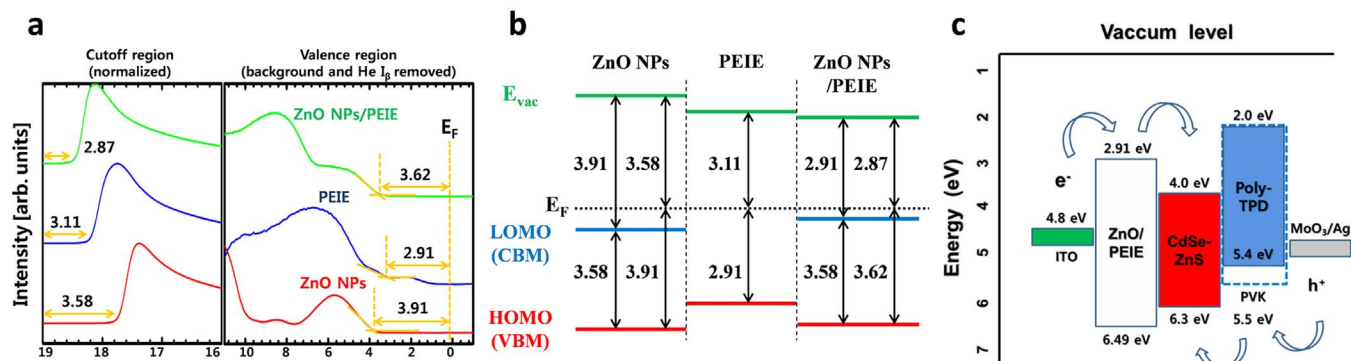 a
Cutoff region
(normalized)
Valence region
(background and He Iβ removed)
Intensity [arb. units]
ZnO NPs/PEIE
EF
2.87
3.62
PEIE
3.11
2.91
ZnO NPs
3.58
3.91
19 18 17 16
10 8 6 4 2 0
b
ZnO NPs
PEIE
ZnO NPs
/PEIE
Evac
3.91 3.58 3.11 2.91 2.87
EF
LOMO
(CBM)
3.58 3.91 2.91 3.58 3.62
HOMO
(VBM)
c
Vaccum level
Energy (eV)
1
2
3
4
5
6
7
e-
4.8 eV
ITO
2.91 eV
ZnO/
PEIE
6.49 eV
4.0 eV
CdSe-
ZnS
6.3 eV
2.0 eV
Poly-
TPD
5.4 eV
PVK
5.5 eV
MoO3/Ag
h+